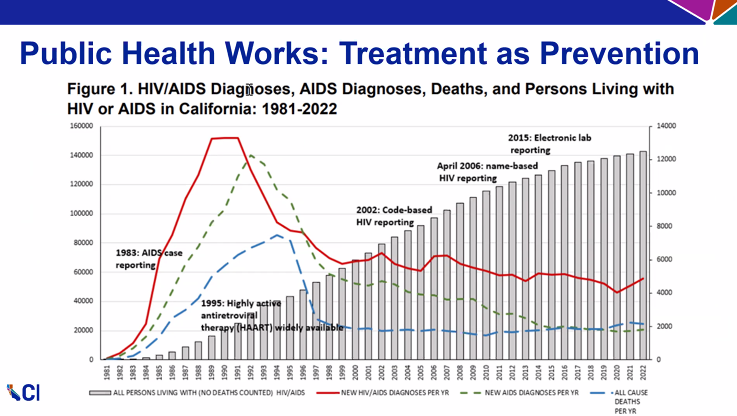 Public Health Works: Treatment as Prevention
Figure 1. HIV/AIDS Diagnoses, AIDS Diagnoses, Deaths, and Persons Living with
HIV or AIDS in California: 1981-2022
160000
140000
120000
100000
80000
60000
40000
20000
0
14000
12000
10000
8000
6000
4000
2000
0
2015: Electronic lab
reporting
April 2006: name-based
HIV reporting
2002: Code-based
HIV reporting
1983: AIDS case
reporting
1995: Highly active
antiretroviral
therapy (HAART) widely available
1981 1982 1983 1984 1985 1986 1987 1988 1989 1990 1991 1992 1993 1994 1995 1996 1997 1998 1999 2000 2001 2002 2003 2004 2005 2006 2007 2008 2009 2010 2011 2012 2013 2014 2015 2016 2017 2018 2019 2020 2021 2022
ALL PERSONS LIVING WITH (NO DEATHS COUNTED) HIV/AIDS
NEW HIV/AIDS DIAGNOSES PER YR
NEW AIDS DIAGNOSES PER YR
ALL CAUSE
DEATHS
PER YR
CI